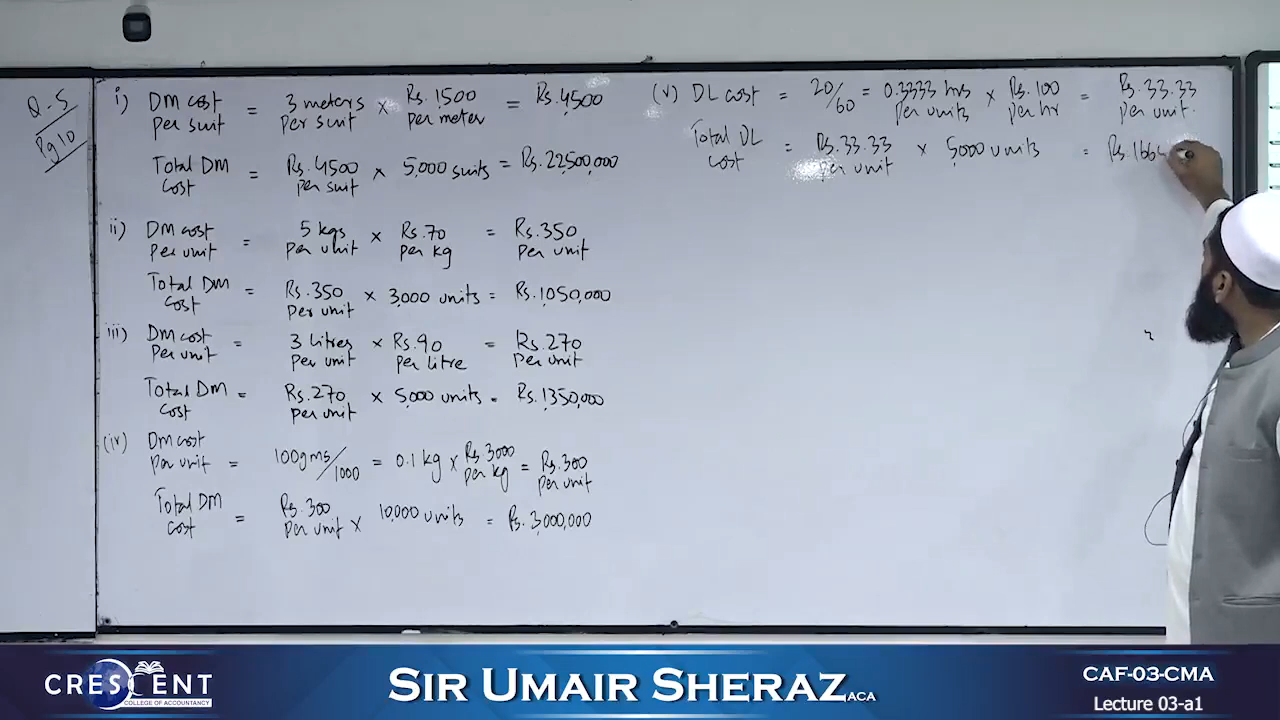 Q.5
Pg 10
i) DM cost per suit = 3 meters per suit × Rs.1500 per meter = Rs.4500
Total DM cost = Rs.4500 per suit × 5,000 suits = Rs.22,500,000
ii) DM cost per unit = 5 kgs per unit × Rs.70 per kg = Rs.350 per unit
Total DM cost = Rs.350 per unit × 3,000 units = Rs.1,050,000
iii) DM cost per unit = 3 litres per unit × Rs.90 per litre = Rs.270 per unit
Total DM cost = Rs.270 per unit × 5,000 units = Rs.1,350,000
(iv) DM cost per unit = 100gms/1000 = 0.1 kg × Rs.3000 per kg = Rs.300 per unit
Total DM cost = Rs.300 per unit × 10,000 units = Rs.3,000,000
(v) DL cost = 20/60 = 0.3333 hrs per units × Rs.100 per hr = Rs.33.33 per unit.
Total DL cost = Rs.33.33 per unit × 5,000 units = Rs.166
CRESCENT
COLLEGE OF ACCOUNTANCY
SIR UMAIR SHERAZ ACA
CAF-03-CMA
Lecture 03-a1